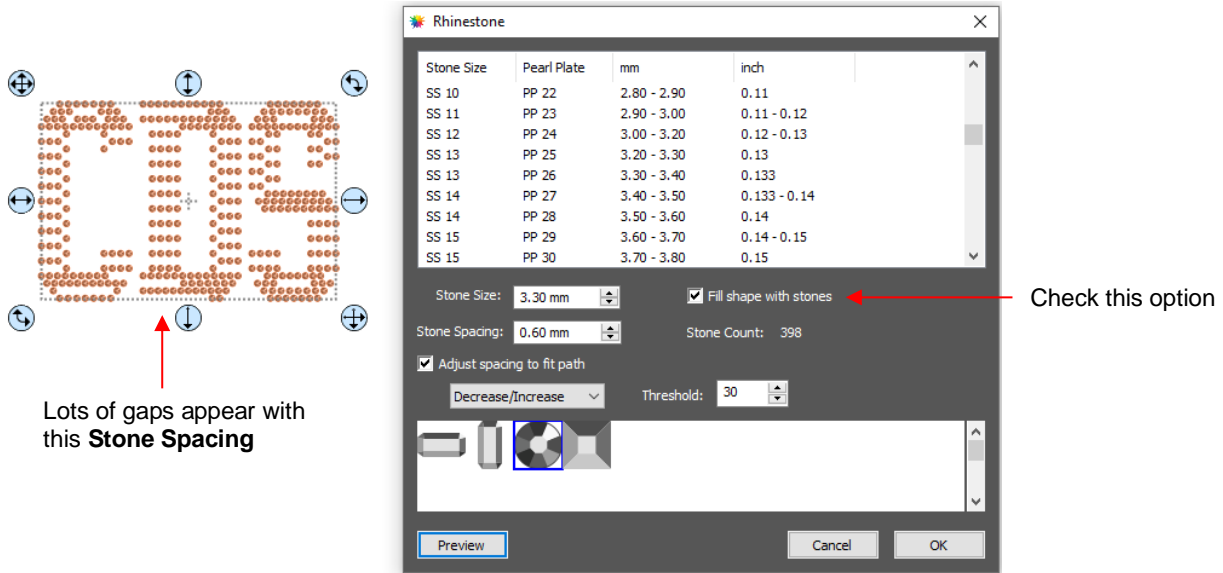 Rhinestone
Stone Size Pearl Plate mm inch
SS 10 PP 22 2.80 - 2.90 0.11
SS 11 PP 23 2.90 - 3.00 0.11 - 0.12
SS 12 PP 24 3.00 - 3.20 0.12 - 0.13
SS 13 PP 25 3.20 - 3.30 0.13
SS 13 PP 26 3.30 - 3.40 0.133
SS 14 PP 27 3.40 - 3.50 0.133 - 0.14
SS 14 PP 28 3.50 - 3.60 0.14
SS 15 PP 29 3.60 - 3.70 0.14 - 0.15
SS 15 PP 30 3.70 - 3.80 0.15
Stone Size: 3.30 mm Fill shape with stones
Check this option
Stone Spacing: 0.60 mm Stone Count: 398
Adjust spacing to fit path
Decrease/Increase Threshold: 30
Preview Cancel OK
CDS
Lots of gaps appear with
this Stone Spacing